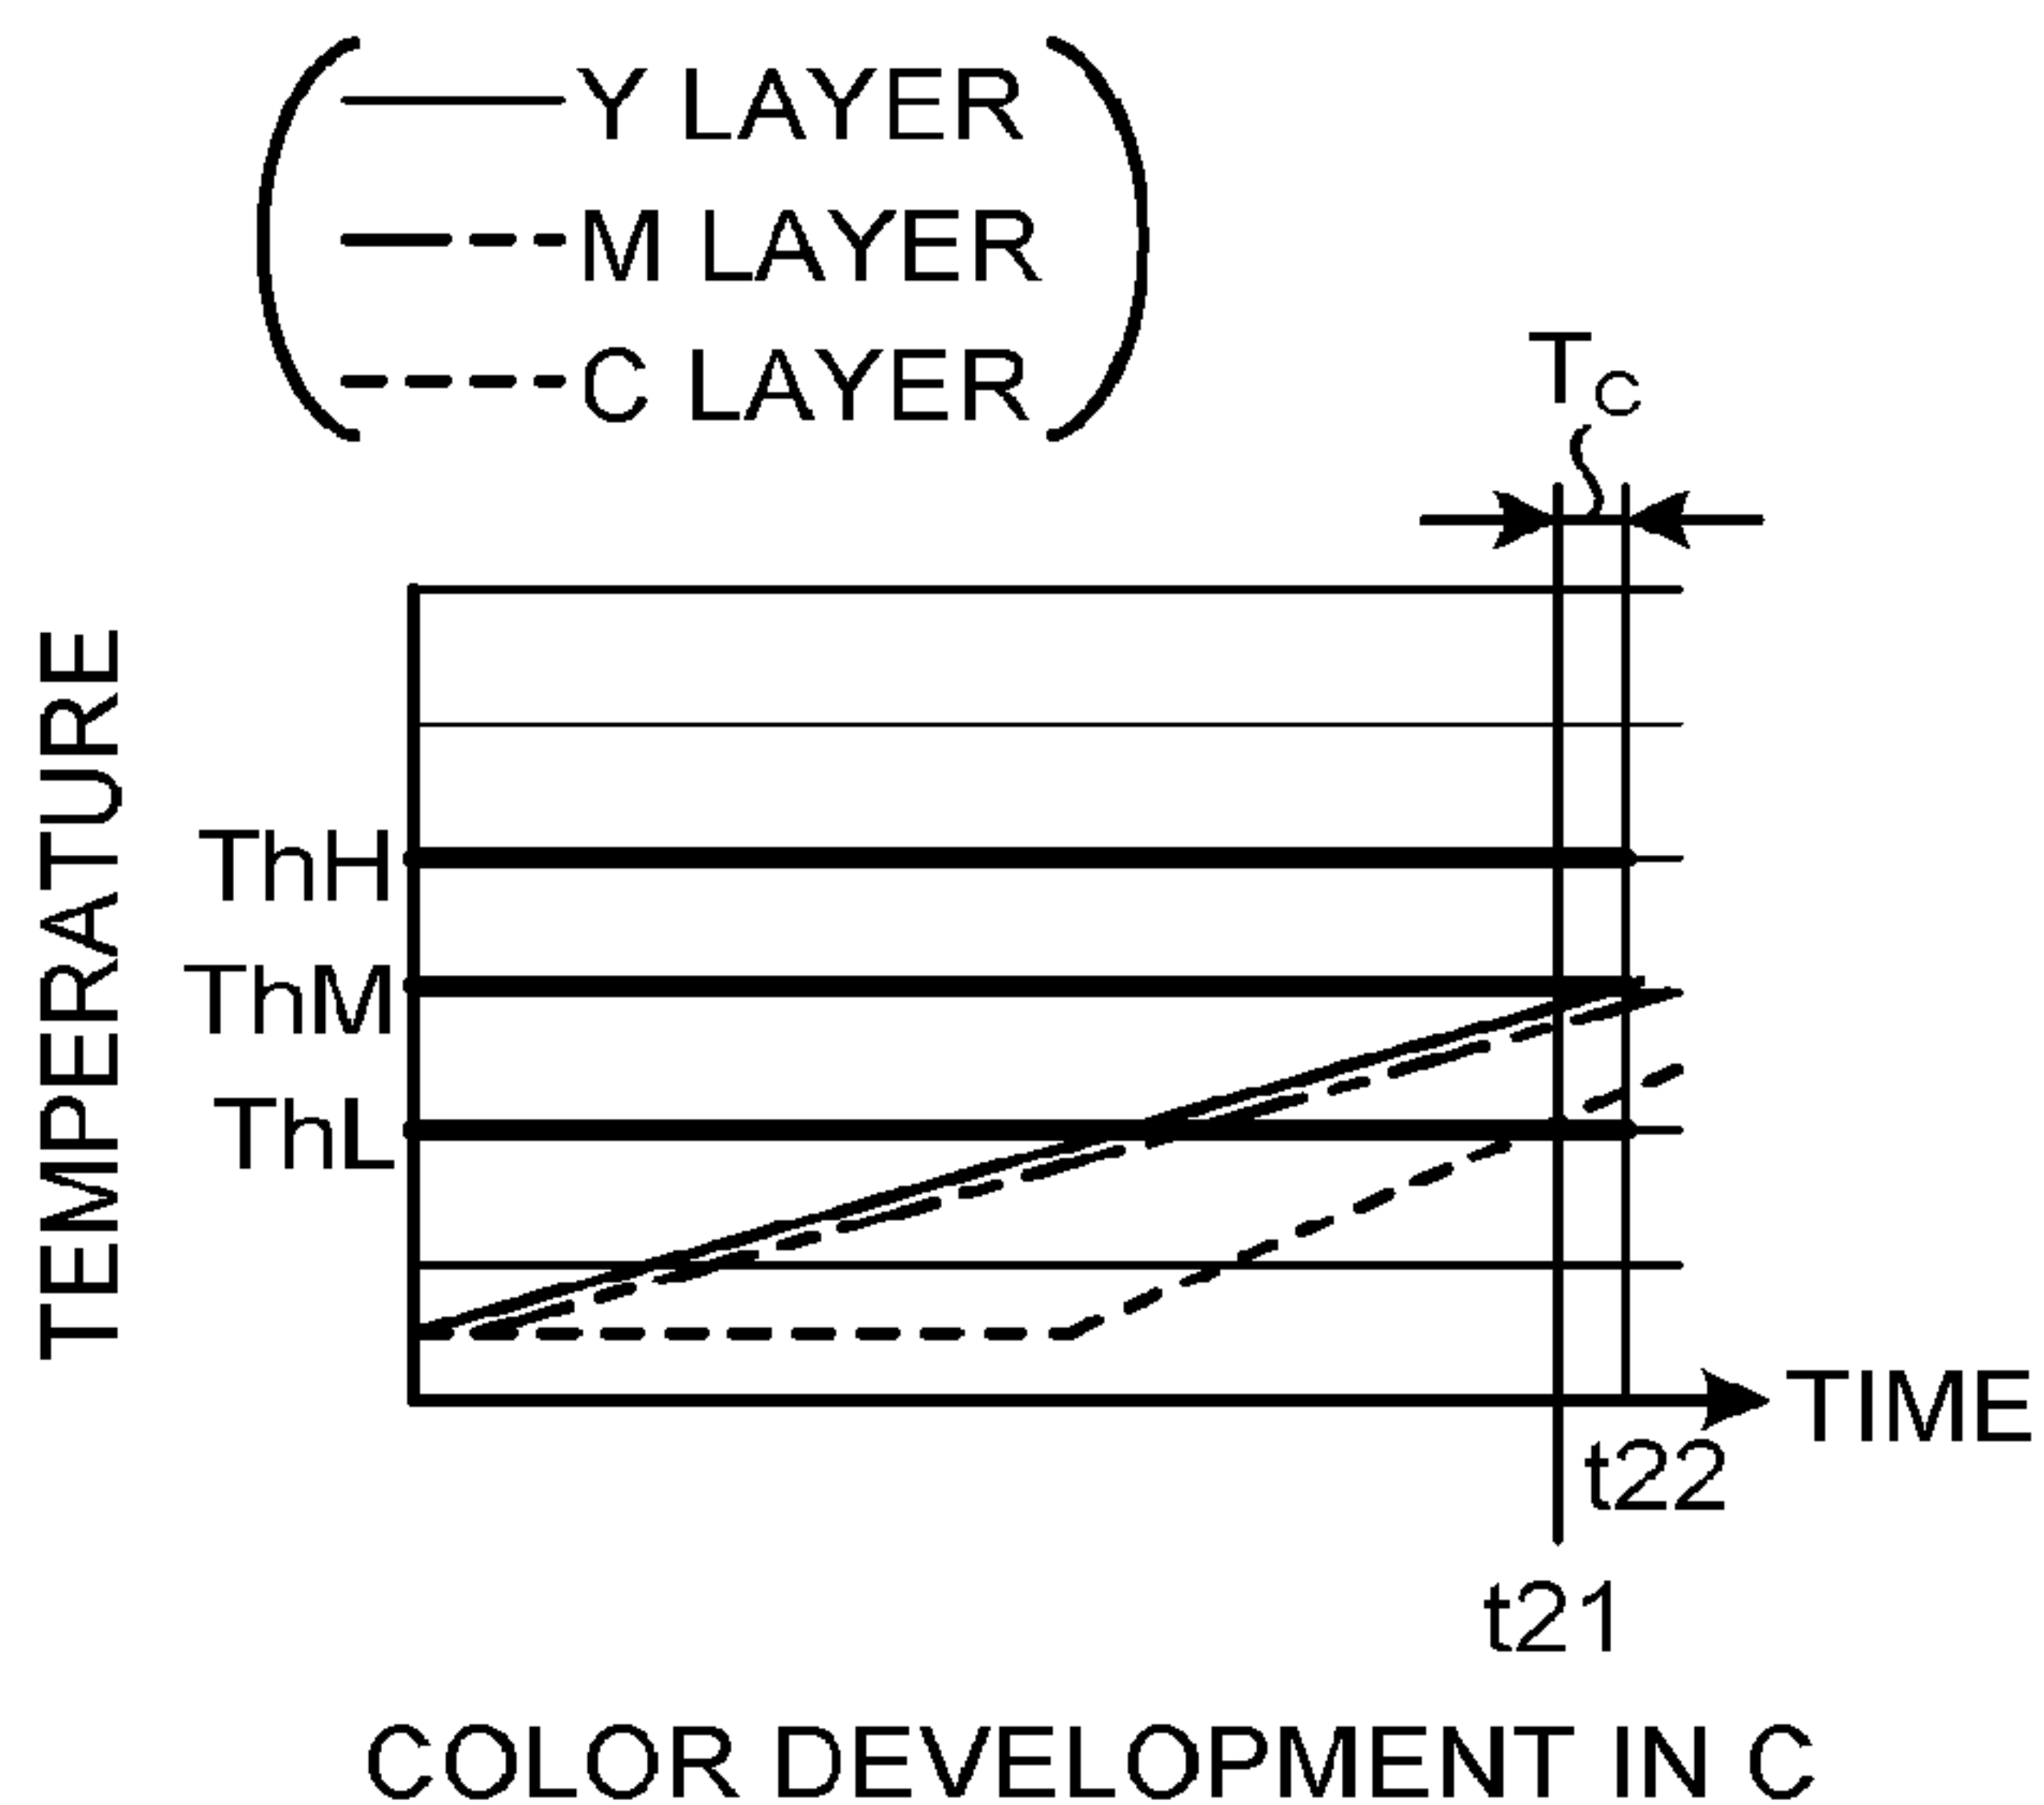 Y LAYER
M LAYER
C LAYER
TC
TEMPERATURE
ThH
ThM
ThL
TIME
t22
t21
COLOR DEVELOPMENT IN C